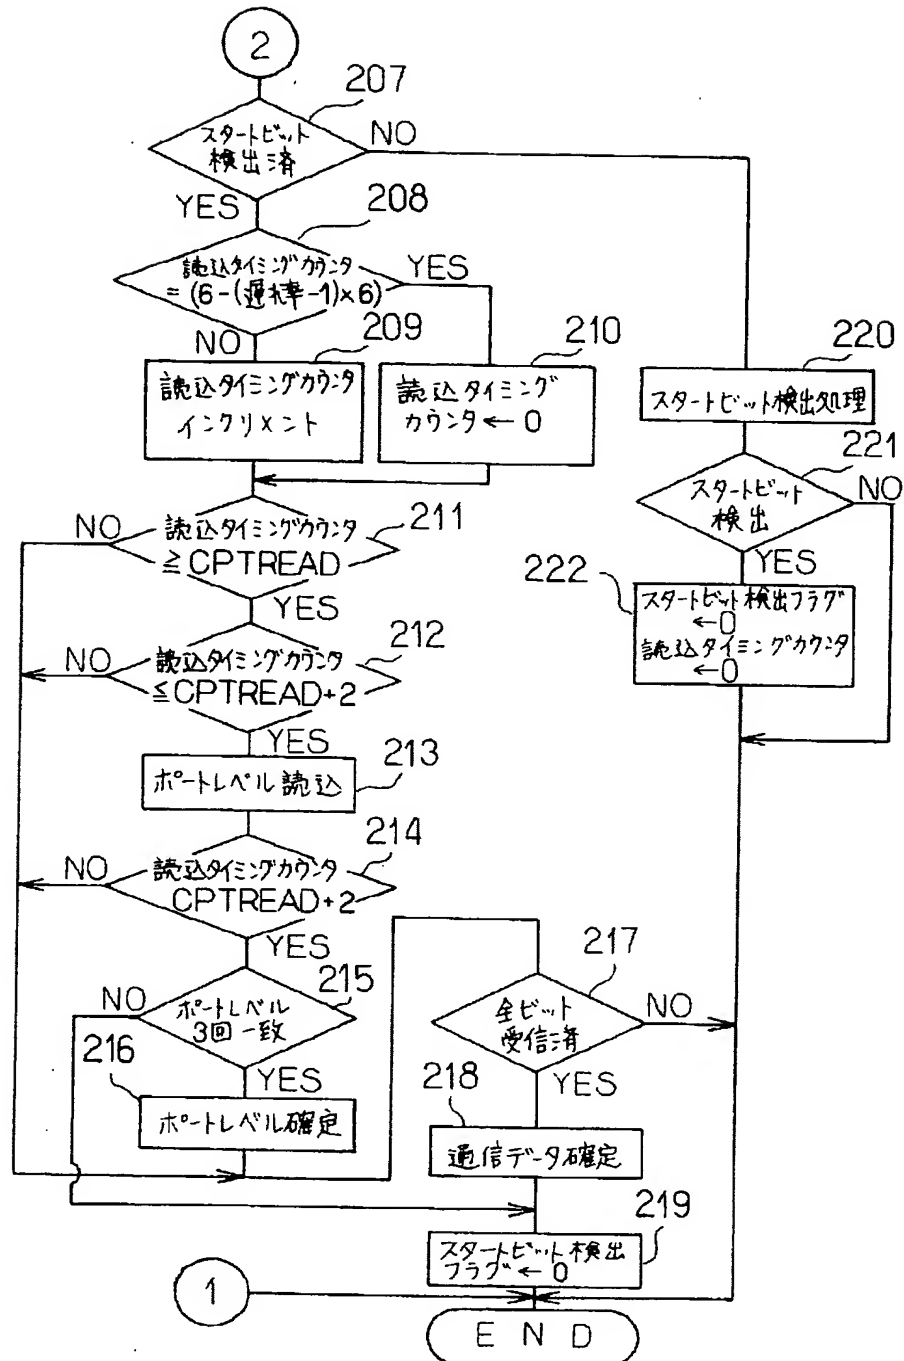 2
207
スタートビット
検出済
NO
YES
208
読込タイミングカウンタ
= (6-(遅れ率-1)×6)
YES
NO
209
読込タイミングカウンタ
インクリメント
210
読込タイミング
カウンタ←0
220
スタートビット検出処理
221
スタートビット
検出
NO
YES
222
スタートビット検出フラグ
←0
読込タイミングカウンタ
←0
NO
読込タイミングカウンタ
≧CPTREAD
211
YES
NO
読込タイミングカウンタ
≦CPTREAD+2
212
YES
213
ポートレベル読込
214
NO
読込タイミングカウンタ
CPTREAD+2
YES
215
NO
ポートレベル
3回一致
216
YES
ポートレベル確定
217
全ビット
受信済
NO
218
YES
通信データ確定
219
スタートビット検出
フラグ←0
1
END